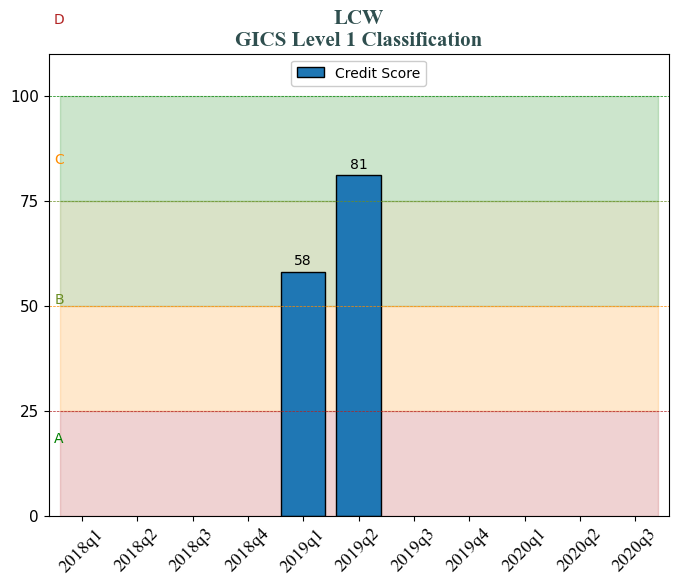 D
LCW
GICS Level 1 Classification
Credit Score
100
C
81
75
58
B
50
25
A
0
2018q1 2018q2 2018q3 2018q4 2019q1 2019q2 2019q3 2019q4 2020q1 2020q2 2020q3